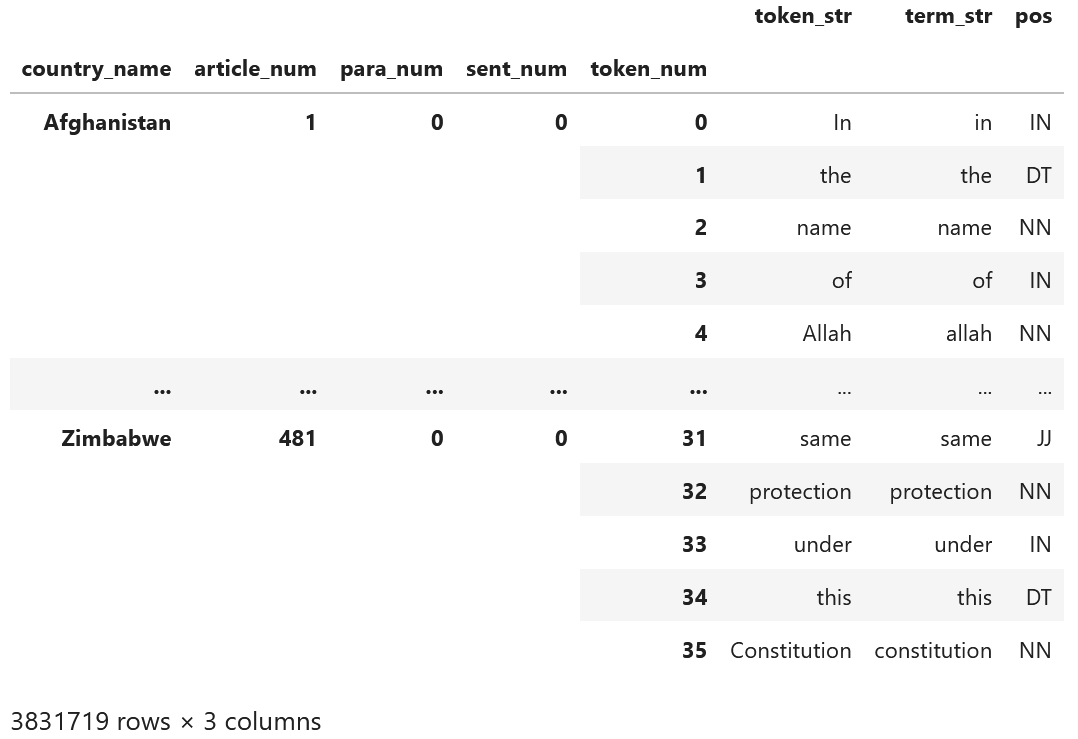 token_str term_str pos
country_name article_num para_num sent_num token_num
Afghanistan 1 0 0 0 In in IN
1 the the DT
2 name name NN
3 of of IN
4 Allah allah NN
... ... ... ... ... ... ... ...
Zimbabwe 481 0 0 31 same same JJ
32 protection protection NN
33 under under IN
34 this this DT
35 Constitution constitution NN
3831719 rows × 3 columns